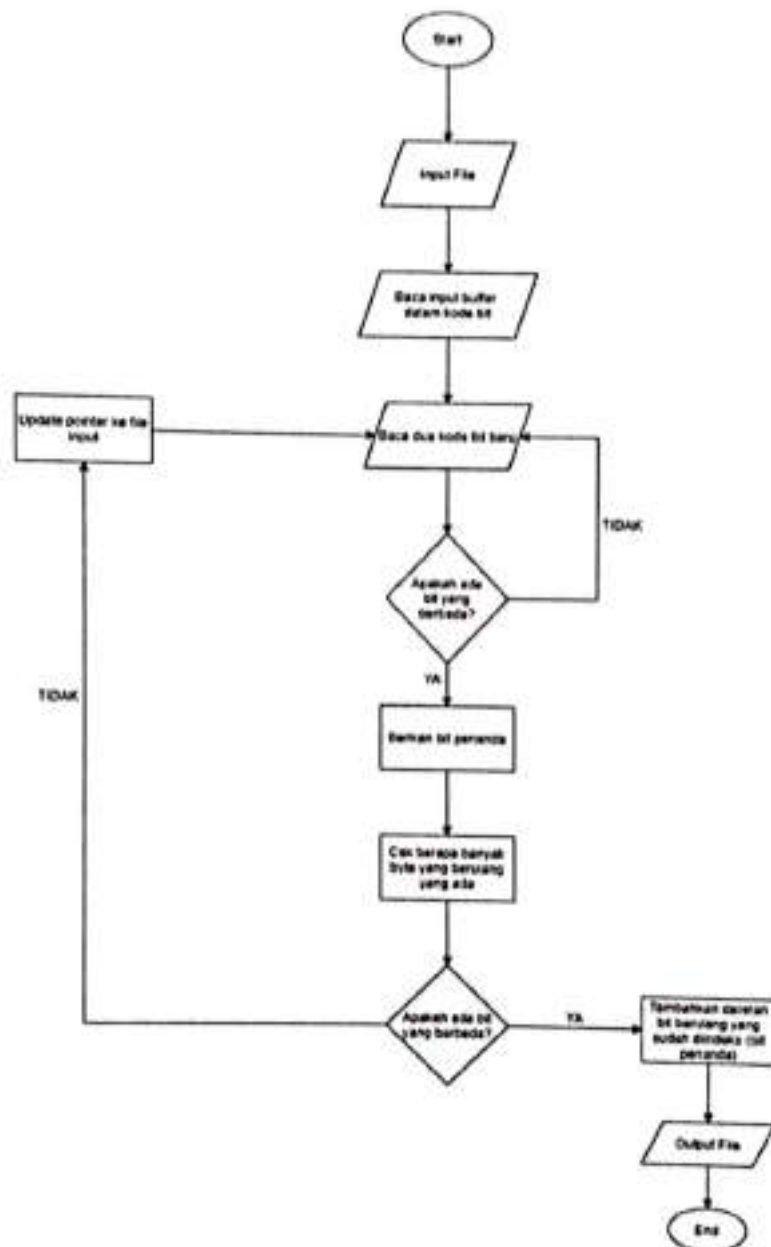 Start
Input File
Baca input buffer
dalam kode bit
Update pointer ke file
input
Baca dua kode bit baru
TIDAK
Apakah ada
bit yang
berbeda?
YA
TIDAK
Berikan bit penanda
Cek berapa banyak
byte yang berulang
yang ada
Apakah ada bit
yang berbeda?
YA
Tambahkan deretan
bit berulang yang
sudah diindeks (bit
penanda)
Output File
End